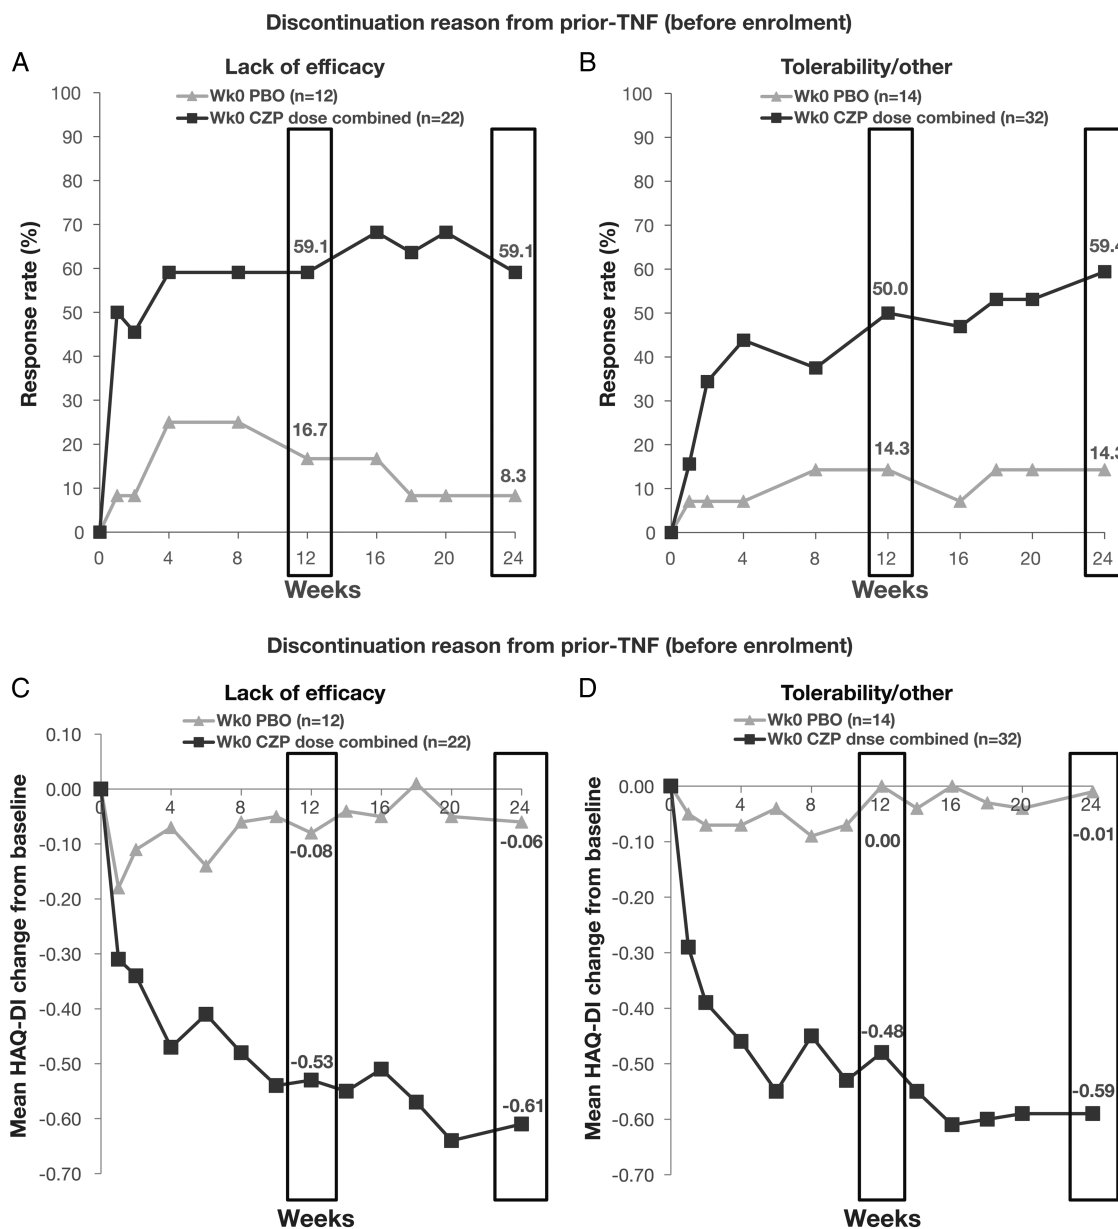 Discontinuation reason from prior-TNF (before enrolment)
A
Lack of efficacy
Wk0 PBO (n=12)
Wk0 CZP dose combined (n=22)
Response rate (%)
100
90
80
70
60
50
40
30
20
10
0
59.1
59.1
16.7
8.3
0 4 8 12 16 20 24
Weeks
B
Tolerability/other
Wk0 PBO (n=14)
Wk0 CZP dose combined (n=32)
Response rate (%)
100
90
80
70
60
50
40
30
20
10
0
50.0
59.4
14.3
14.3
0 4 8 12 16 20 24
Weeks
Discontinuation reason from prior-TNF (before enrolment)
C
Lack of efficacy
Wk0 PBO (n=12)
Wk0 CZP dose combined (n=22)
Mean HAQ-DI change from baseline
0.10
0.00
-0.10
-0.20
-0.30
-0.40
-0.50
-0.60
-0.70
0 4 8 12 16 20 24
-0.08
-0.06
-0.53
-0.61
Weeks
D
Tolerability/other
Wk0 PBO (n=14)
Wk0 CZP dnse combined (n=32)
Mean HAQ-DI change from baseline
0.00
-0.10
-0.20
-0.30
-0.40
-0.50
-0.60
-0.70
0 4 8 12 16 20 24
0.00
-0.01
-0.48
-0.59
Weeks